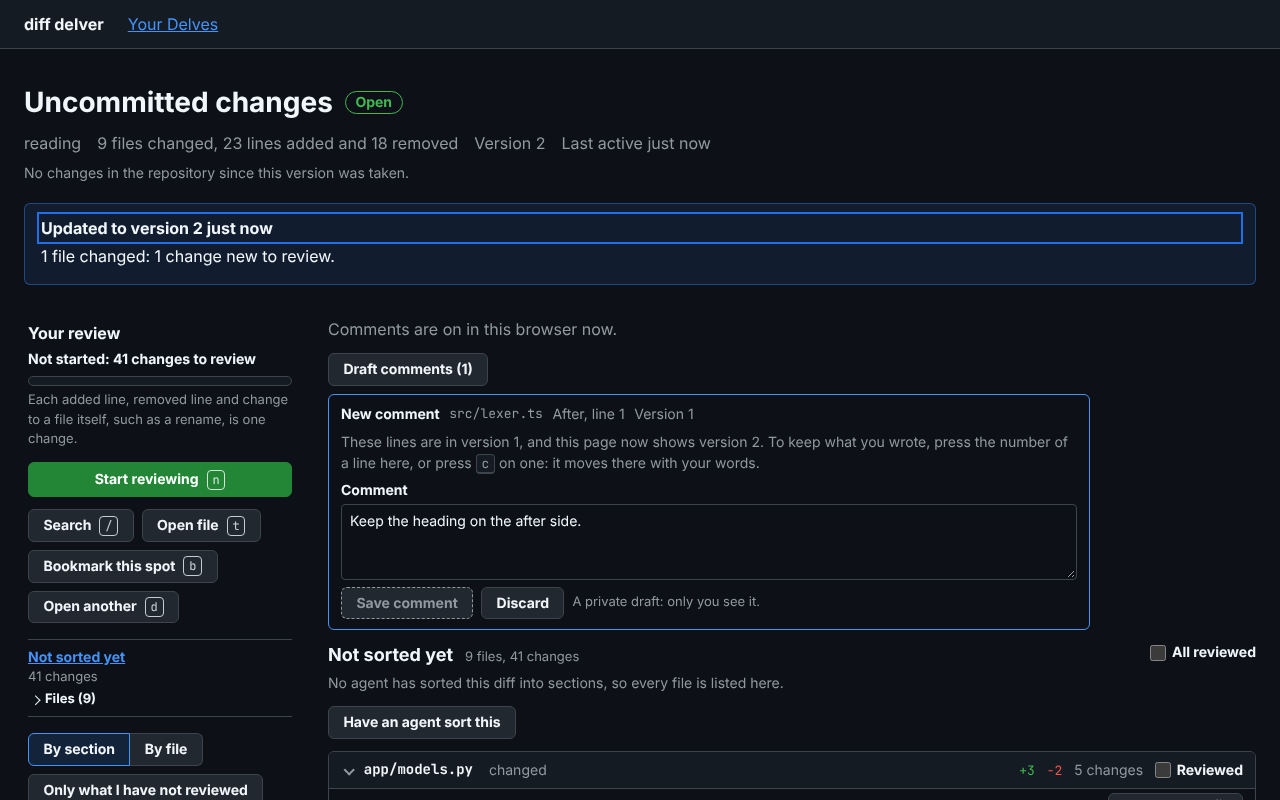 diff delver Your Delves
Uncommitted changes Open
reading 9 files changed, 23 lines added and 18 removed Version 2 Last active just now
No changes in the repository since this version was taken.
Updated to version 2 just now
1 file changed: 1 change new to review.
Your review
Not started: 41 changes to review
Each added line, removed line and change
to a file itself, such as a rename, is one
change.
Start reviewing n
Search / Open file t
Bookmark this spot b
Open another d
Not sorted yet
41 changes
Files (9)
By section By file
Only what I have not reviewed
Comments are on in this browser now.
Draft comments (1)
New comment src/lexer.ts After, line 1 Version 1
These lines are in version 1, and this page now shows version 2. To keep what you wrote, press the number of
a line here, or press c on one: it moves there with your words.
Comment
Keep the heading on the after side.
Save comment Discard A private draft: only you see it.
Not sorted yet 9 files, 41 changes All reviewed
No agent has sorted this diff into sections, so every file is listed here.
Have an agent sort this
app/models.py changed +3 -2 5 changes Reviewed